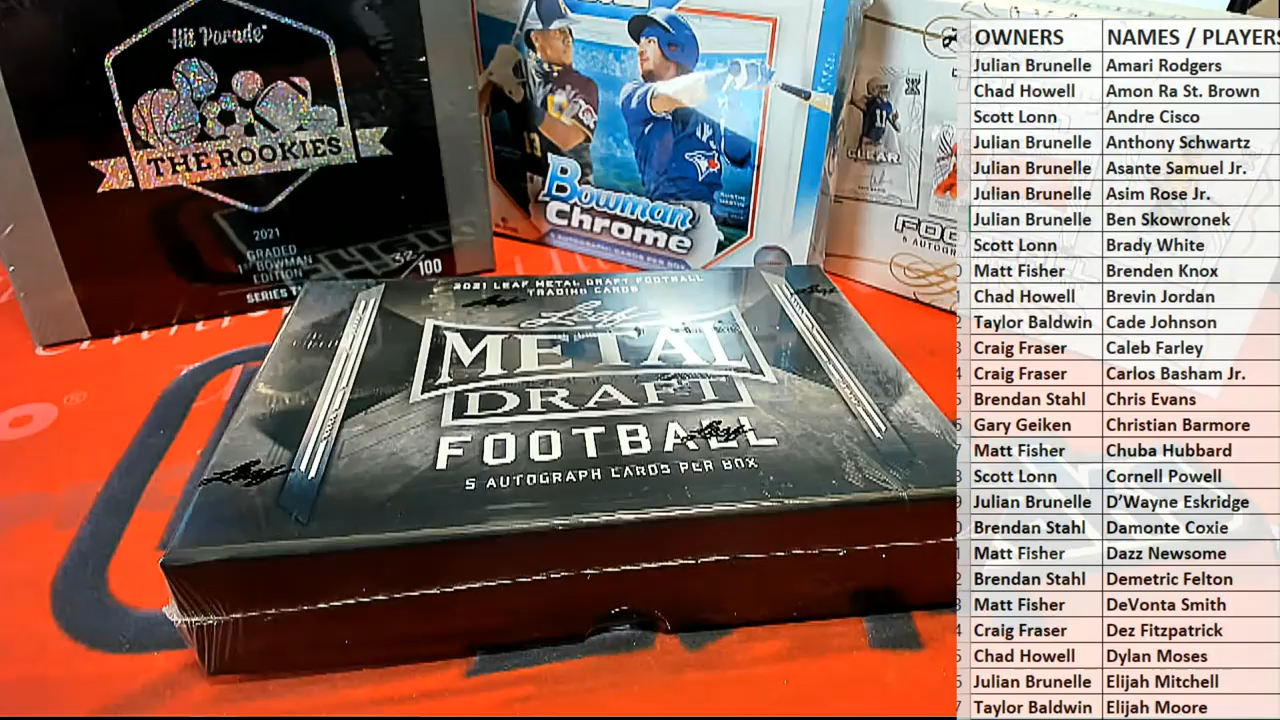 Hit Parade
THE ROOKIES
2021
GRADED
1ST BOWMAN
EDITION
32/100
Bowman
Chrome
CLEAR
2021 LEAF METAL DRAFT FOOTBALL
TRADING CARDS
Leaf
METAL
DRAFT
FOOTBALL
5 AUTOGRAPH CARDS PER BOX
OWNERS NAMES / PLAYERS
Julian Brunelle Amari Rodgers
Chad Howell Amon Ra St. Brown
Scott Lonn Andre Cisco
Julian Brunelle Anthony Schwartz
Julian Brunelle Asante Samuel Jr.
Julian Brunelle Asim Rose Jr.
Julian Brunelle Ben Skowronek
Scott Lonn Brady White
Matt Fisher Brenden Knox
Chad Howell Brevin Jordan
Taylor Baldwin Cade Johnson
Craig Fraser Caleb Farley
Craig Fraser Carlos Basham Jr.
Brendan Stahl Chris Evans
Gary Geiken Christian Barmore
Matt Fisher Chuba Hubbard
Scott Lonn Cornell Powell
Julian Brunelle D’Wayne Eskridge
Brendan Stahl Damonte Coxie
Matt Fisher Dazz Newsome
Brendan Stahl Demetric Felton
Matt Fisher DeVonta Smith
Craig Fraser Dez Fitzpatrick
Chad Howell Dylan Moses
Julian Brunelle Elijah Mitchell
Taylor Baldwin Elijah Moore